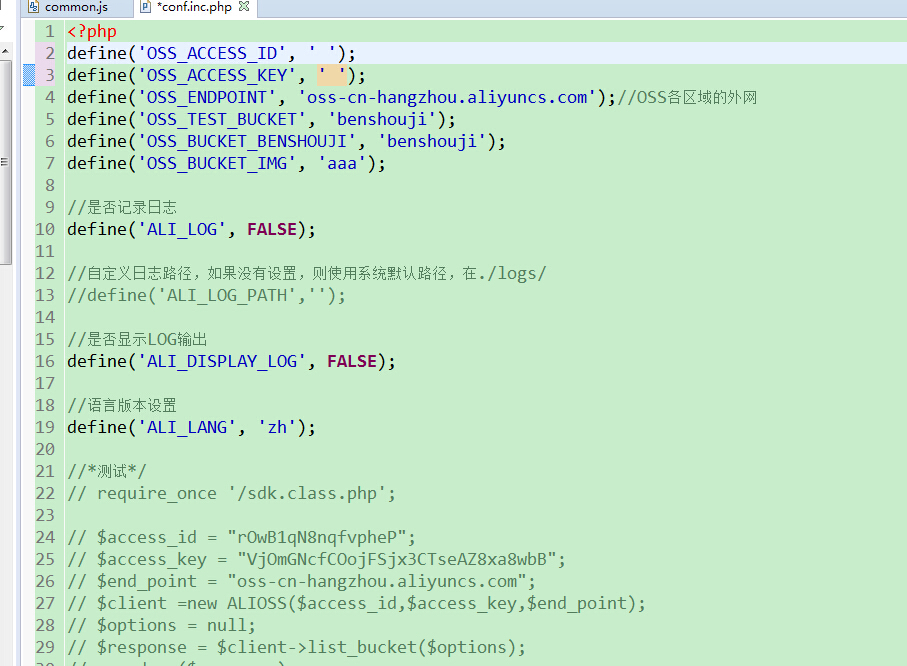 common.js
*conf.inc.php
1 <?php
2 define('OSS_ACCESS_ID', ' ');
3 define('OSS_ACCESS_KEY', ' ');
4 define('OSS_ENDPOINT', 'oss-cn-hangzhou.aliyuncs.com');//OSS各区域的外网
5 define('OSS_TEST_BUCKET', 'benshouji');
6 define('OSS_BUCKET_BENSHOUJI', 'benshouji');
7 define('OSS_BUCKET_IMG', 'aaa');
8
9 //是否记录日志
10 define('ALI_LOG', FALSE);
11
12 //自定义日志路径，如果没有设置，则使用系统默认路径，在./logs/
13 //define('ALI_LOG_PATH','');
14
15 //是否显示LOG输出
16 define('ALI_DISPLAY_LOG', FALSE);
17
18 //语言版本设置
19 define('ALI_LANG', 'zh');
20
21 //*测试*/
22 // require_once '/sdk.class.php';
23
24 // $access_id = "rOwB1qN8nqfvpheP";
25 // $access_key = "VjOmGNcfCOojFSjx3CTseAZ8xa8wbB";
26 // $end_point = "oss-cn-hangzhou.aliyuncs.com";
27 // $client =new ALIOSS($access_id,$access_key,$end_point);
28 // $options = null;
29 // $response = $client->list_bucket($options);